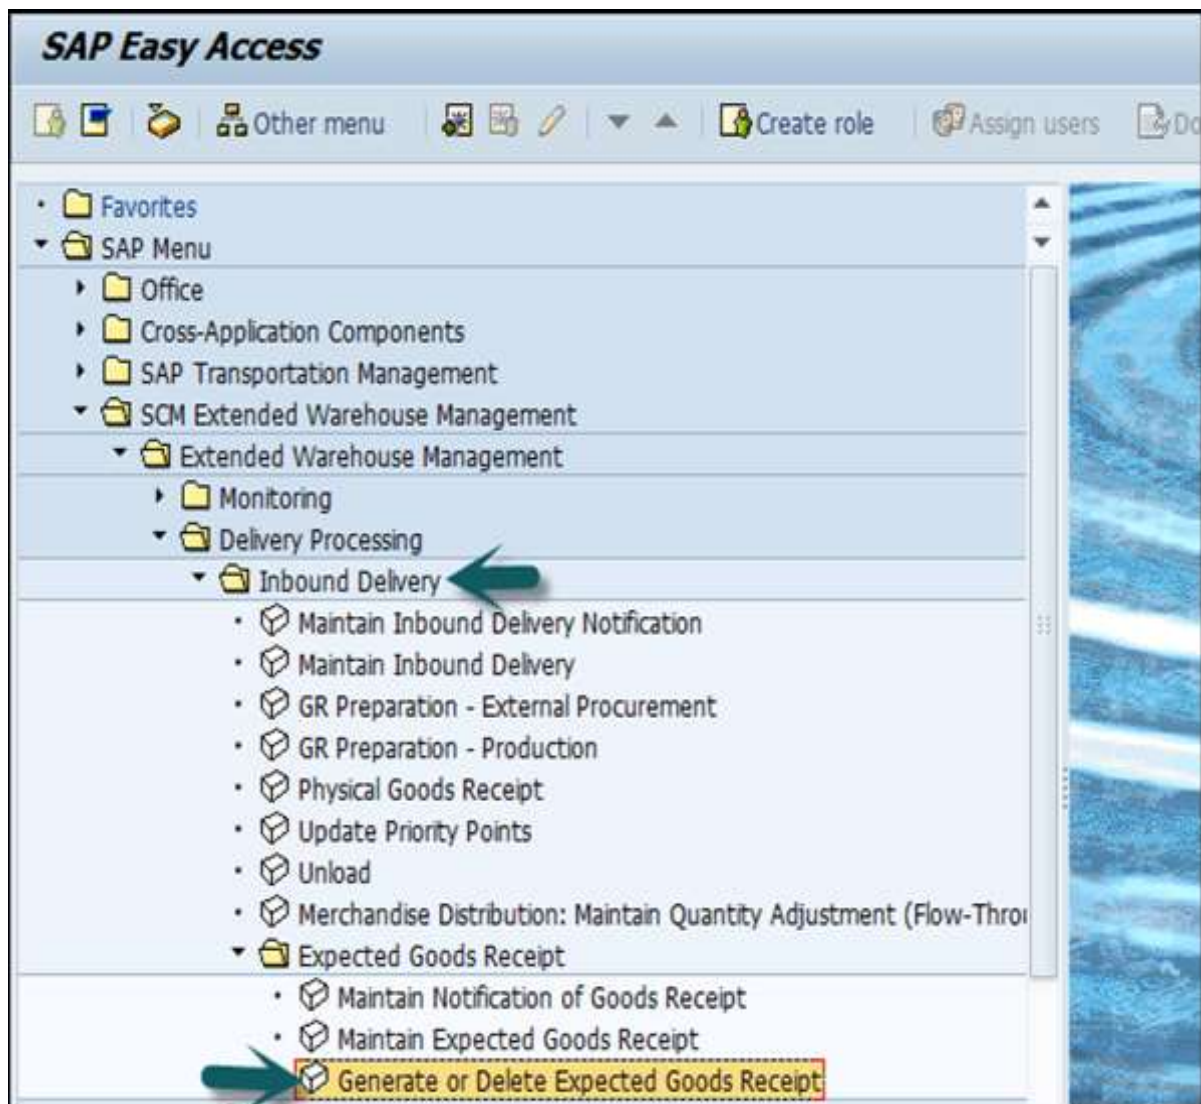 SAP Easy Access
Other menu Create role Assign users Do
Favorites
SAP Menu
Office
Cross-Application Components
SAP Transportation Management
SCM Extended Warehouse Management
Extended Warehouse Management
Monitoring
Delivery Processing
Inbound Delivery
Maintain Inbound Delivery Notification
Maintain Inbound Delivery
GR Preparation - External Procurement
GR Preparation - Production
Physical Goods Receipt
Update Priority Points
Unload
Merchandise Distribution: Maintain Quantity Adjustment (Flow-Throu
Expected Goods Receipt
Maintain Notification of Goods Receipt
Maintain Expected Goods Receipt
Generate or Delete Expected Goods Receipt